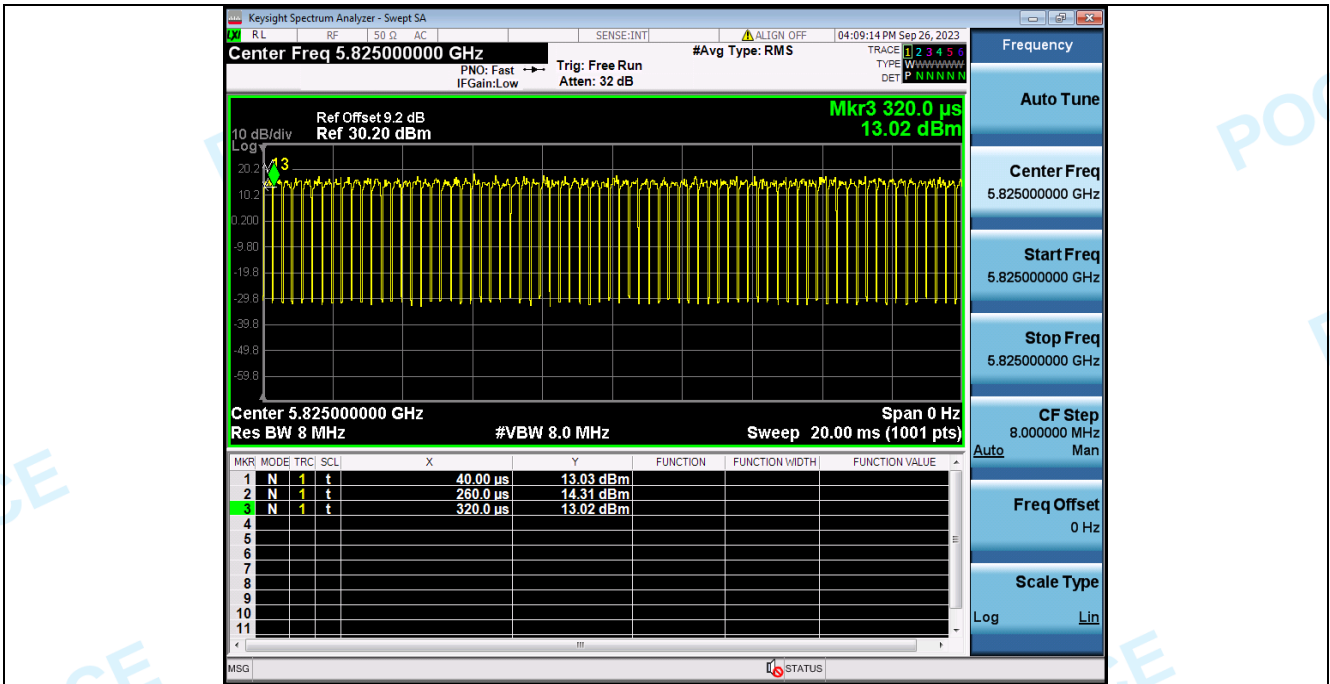 Keysight Spectrum Analyzer - Swept SA
LXI RL RF 50 Ω AC SENSE:INT ALIGN OFF 04:09:14 PM Sep 26, 2023
Center Freq 5.825000000 GHz #Avg Type: RMS TRACE 1 2 3 4 5 6
PNO: Fast Trig: Free Run TYPE WWWWWW
IFGain:Low Atten: 32 dB DET P N N N N N
Frequency
Auto Tune
Center Freq
5.825000000 GHz
Start Freq
5.825000000 GHz
Stop Freq
5.825000000 GHz
CF Step
8.000000 MHz
Auto Man
Freq Offset
0 Hz
Scale Type
Log Lin
Mkr3 320.0 µs
13.02 dBm
Ref Offset 9.2 dB
10 dB/div Ref 30.20 dBm
Log
13
20.2
10.2
0.200
-9.80
-19.8
-29.8
-39.8
-49.8
-59.8
Center 5.825000000 GHz Span 0 Hz
Res BW 8 MHz #VBW 8.0 MHz Sweep 20.00 ms (1001 pts)
MKR MODE TRC SCL X Y FUNCTION FUNCTION WIDTH FUNCTION VALUE
1 N 1 t 40.00 µs 13.03 dBm
2 N 1 t 260.0 µs 14.31 dBm
3 N 1 t 320.0 µs 13.02 dBm
4
5
6
7
8
9
10
11
MSG STATUS